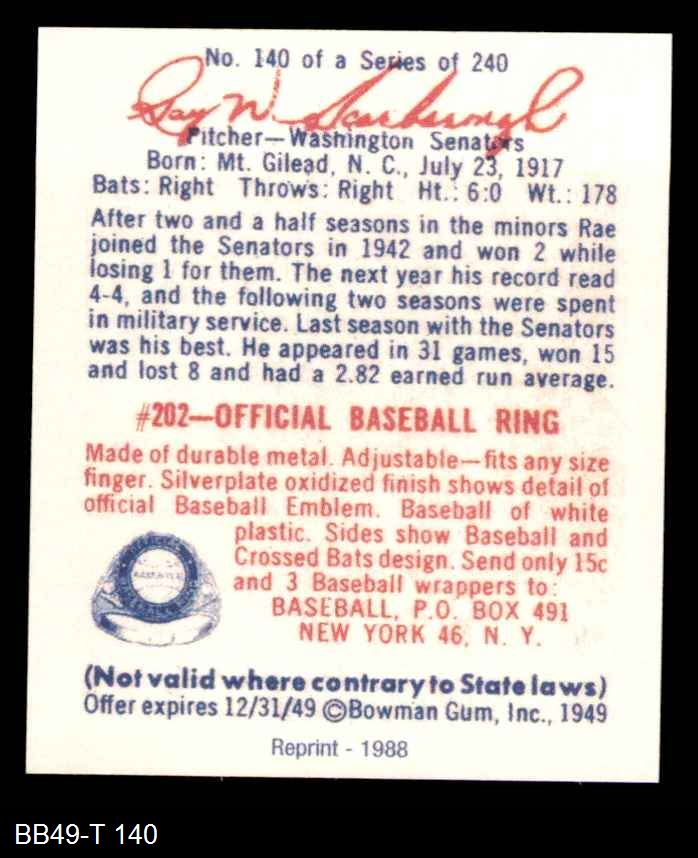 No. 140 of a Series of 240
Ray W Scarborough
Pitcher—Washington Senators
Born: Mt. Gilead, N. C., July 23, 1917
Bats: Right Throws: Right Ht.: 6:0 Wt.: 178
After two and a half seasons in the minors Rae
joined the Senators in 1942 and won 2 while
losing 1 for them. The next year his record read
4-4, and the following two seasons were spent
in military service. Last season with the Senators
was his best. He appeared in 31 games, won 15
and lost 8 and had a 2.82 earned run average.
#202—OFFICIAL BASEBALL RING
Made of durable metal. Adjustable—fits any size
finger. Silverplate oxidized finish shows detail of
official Baseball Emblem. Baseball of white
plastic. Sides show Baseball and
Crossed Bats design. Send only 15c
and 3 Baseball wrappers to:
BASEBALL, P.O. BOX 491
NEW YORK 46, N. Y.
(Not valid where contrary to State laws)
Offer expires 12/31/49 ©Bowman Gum, Inc., 1949
Reprint - 1988
BB49-T 140